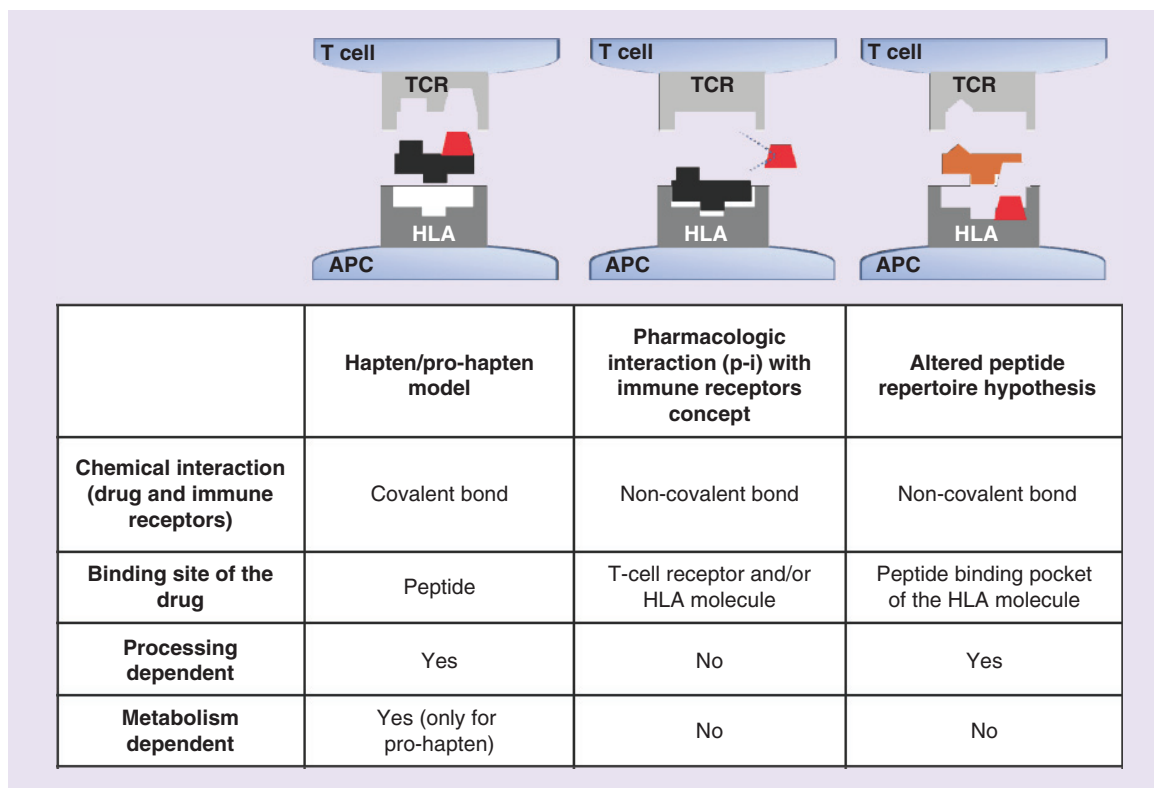 T cell
TCR
HLA
APC
T cell
TCR
HLA
APC
T cell
TCR
HLA
APC
Hapten/pro-hapten
model
Pharmacologic
interaction (p-i) with
immune receptors
concept
Altered peptide
repertoire hypothesis
Chemical interaction
(drug and immune
receptors)
Covalent bond
Non-covalent bond
Non-covalent bond
Binding site of the
drug
Peptide
T-cell receptor and/or
HLA molecule
Peptide binding pocket
of the HLA molecule
Processing
dependent
Yes
No
Yes
Metabolism
dependent
Yes (only for
pro-hapten)
No
No